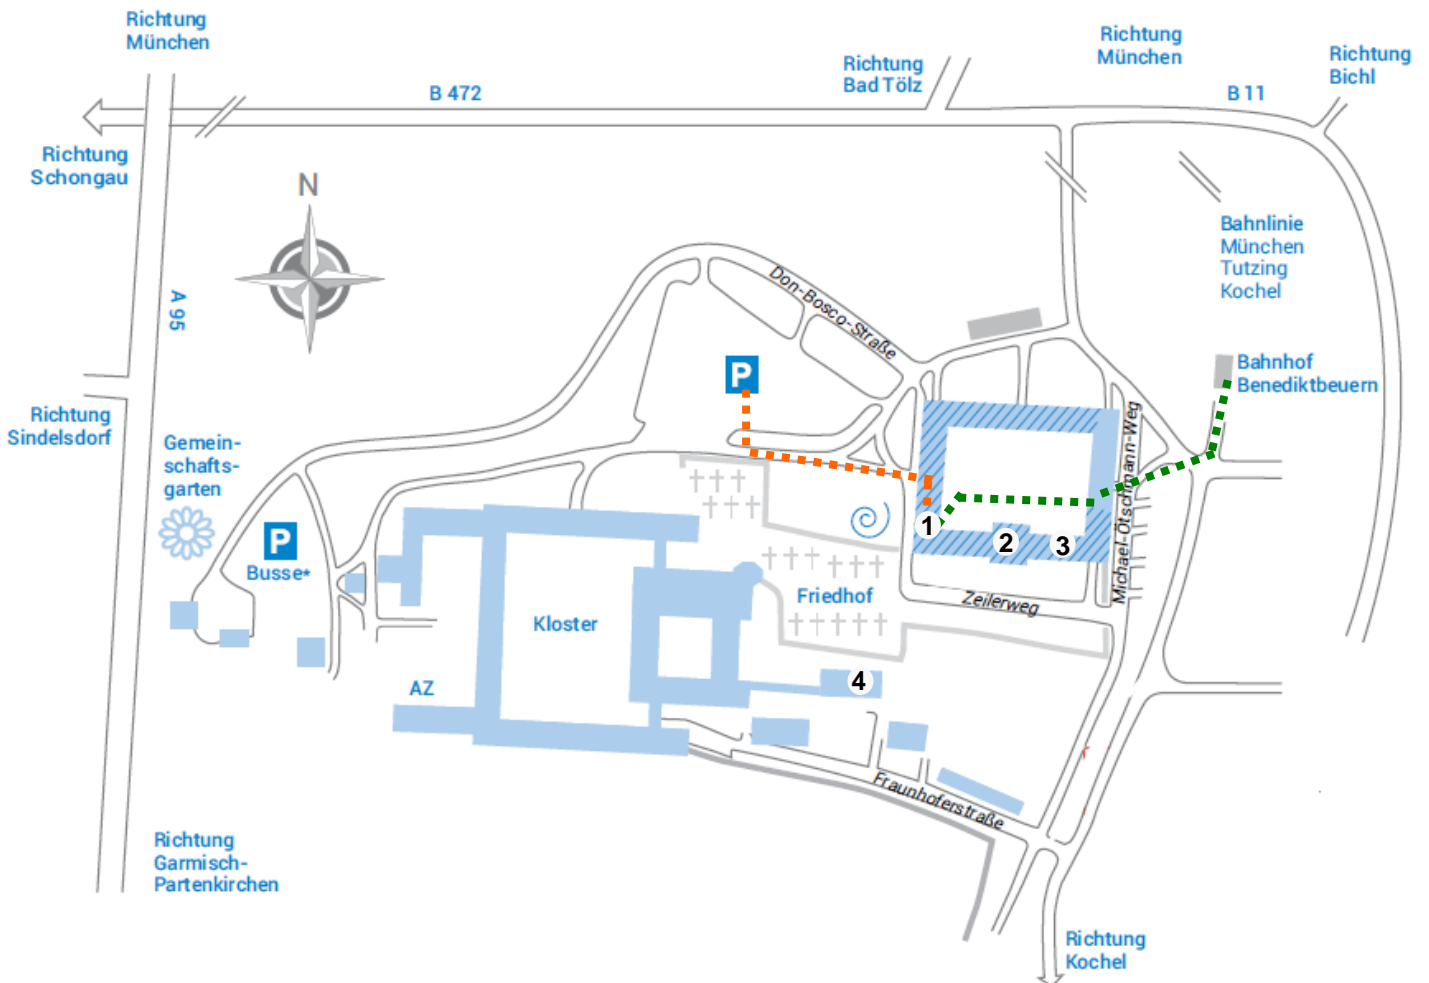 Richtung
München
Richtung
München
Richtung
Bad Tölz
Richtung
Bichl
B 472
B 11
Richtung
Schongau
N
Bahnlinie
München
Tutzing
Kochel
A 95
Don-Bosco-Straße
P
Bahnhof
Benediktbeuern
Richtung
Sindelsdorf
Gemein-
schafts-
garten
Michael-Ötschmann-Weg
P
Busse*
1
2
3
Friedhof
Zeilerweg
Kloster
4
AZ
Fraunhoferstraße
Richtung
Garmisch-
Partenkirchen
Richtung
Kochel